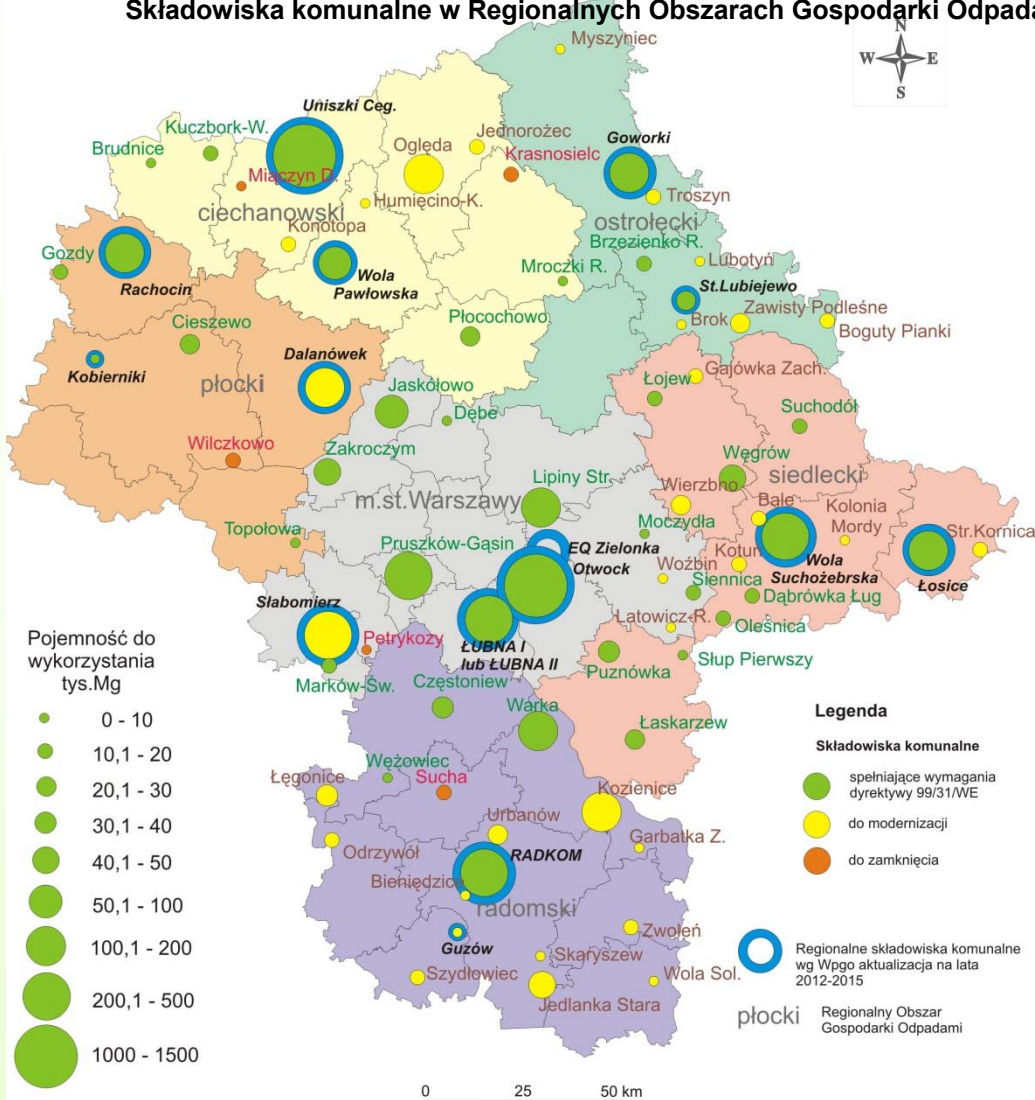 Składowiska komunalne w Regionalnych Obszarach Gospodarki Odpada
N
W E
S
Myszyniec
Uniszki Ceg.
Kuczbork-W.
Brudnice
Jednorożec
Oględa
Krasnosielc
Goworki
Miączyn D.
Humięcino-K.
Troszyn
ciechanowski
ostrołęcki
Konotopa
Brzezienko R.
Lubotyń
Gozdy
Rachocin
Wola
Pawłowska
Mroczki R.
St.Lubiejewo
Zawisty Podleśne
Brok
Boguty Pianki
Cieszewo
Płocochowo
Kobierniki
płocki
Dalanówek
Jaskółowo
Dębe
Gajówka Zach.
Łojew
Suchodół
Wilczkowo
Zakroczym
Lipiny Str.
Węgrów
siedlecki
m.st.Warszawy
Wierzbno
Bale
Kolonia
Mordy
Moczydła
Str.Kornica
Topołowa
Pruszków-Gąsin
EQ Zielonka
Otwock
Woźbin
Kotuń
Wola
Suchożebrska
Łosice
Siennica
Dąbrówka Ług
Słabomierz
Latowicz-R.
Oleśnica
Petrykozy
ŁUBNA I
lub ŁUBNA II
Puznówka
Słup Pierwszy
Marków-Św.
Częstoniew
Warka
Łaskarzew
Wężowiec
Sucha
Łęgonice
Kozienice
Urbanów
Garbatka Z.
Odrzywół
RADKOM
Bieniędzice
radomski
Guzów
Zwoleń
Skaryszew
Szydłowiec
Wola Sol.
Jedlanka Stara
Pojemność do
wykorzystania
tys.Mg
0 - 10
10,1 - 20
20,1 - 30
30,1 - 40
40,1 - 50
50,1 - 100
100,1 - 200
200,1 - 500
1000 - 1500
Legenda
Składowiska komunalne
spełniające wymagania
dyrektywy 99/31/WE
do modernizacji
do zamknięcia
Regionalne składowiska komunalne
wg Wpgo aktualizacja na lata
2012-2015
płocki
Regionalny Obszar
Gospodarki Odpadami
0 25 50 km